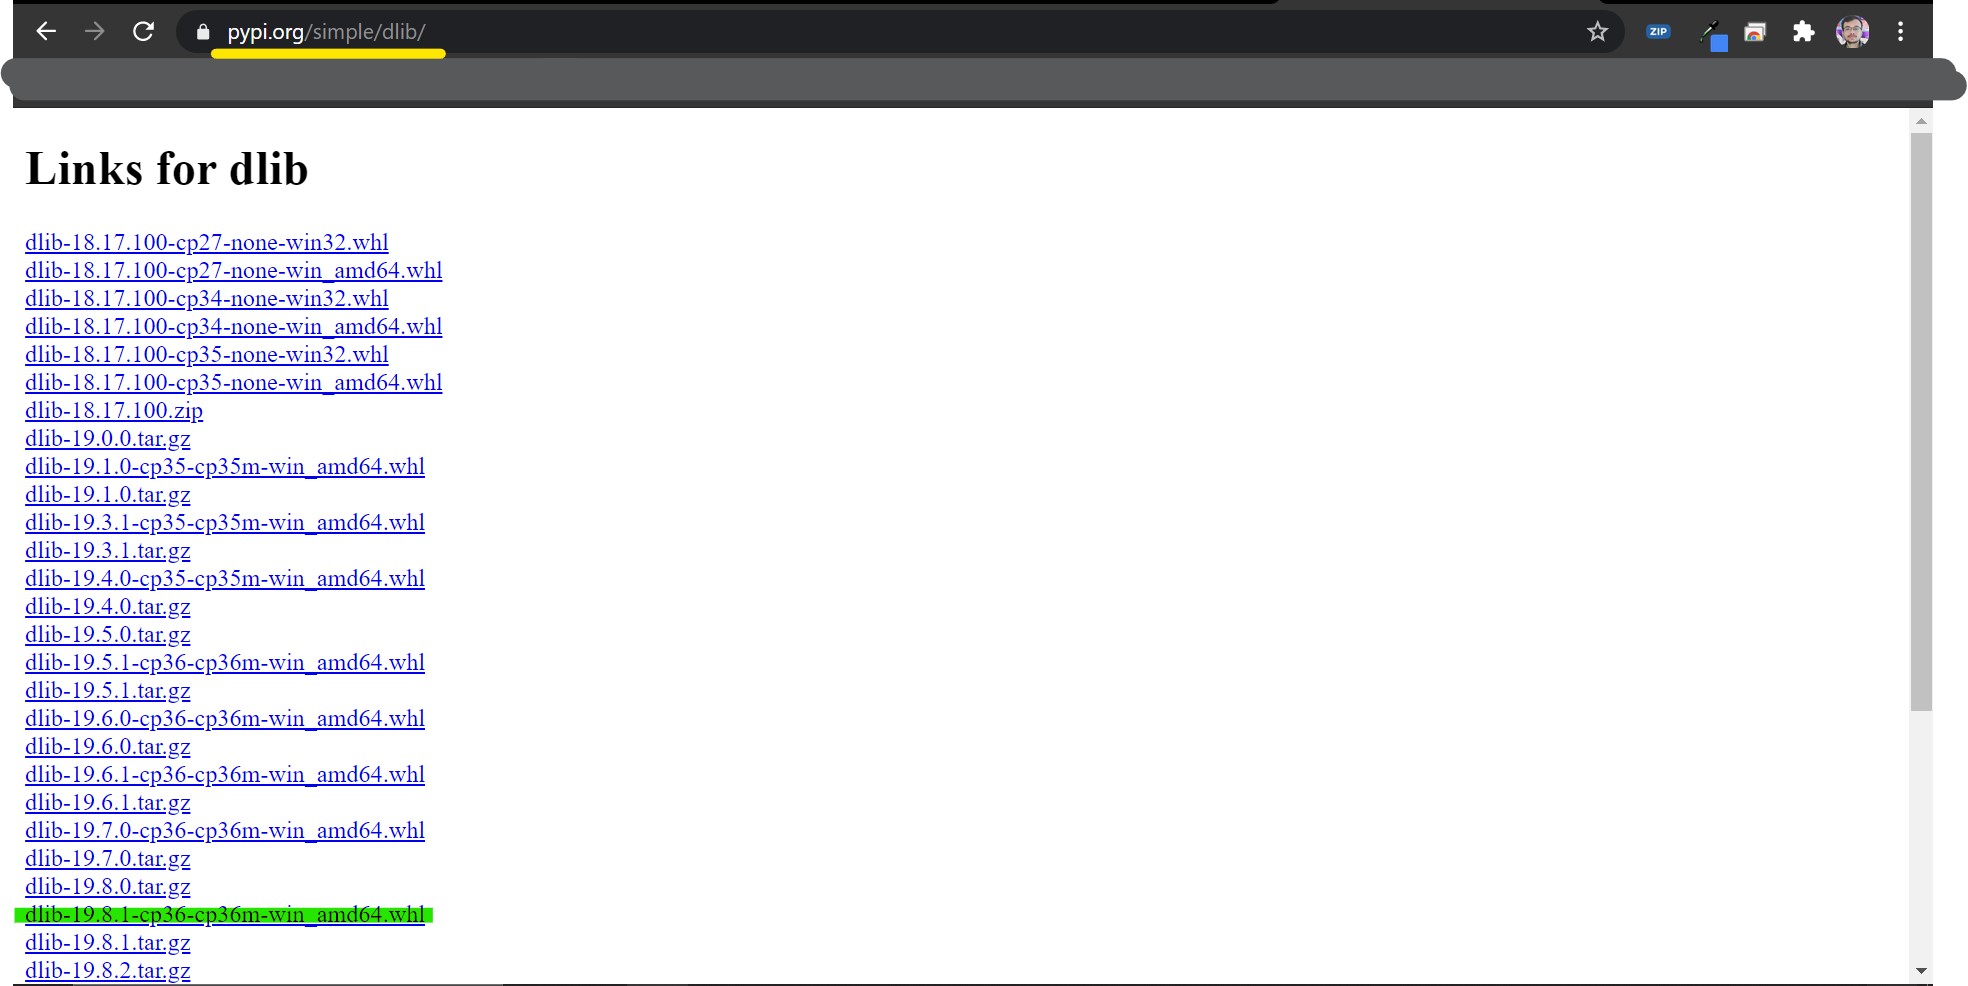 pypi.org/simple/dlib/
ZIP
Links for dlib
dlib-18.17.100-cp27-none-win32.whl
dlib-18.17.100-cp27-none-win_amd64.whl
dlib-18.17.100-cp34-none-win32.whl
dlib-18.17.100-cp34-none-win_amd64.whl
dlib-18.17.100-cp35-none-win32.whl
dlib-18.17.100-cp35-none-win_amd64.whl
dlib-18.17.100.zip
dlib-19.0.0.tar.gz
dlib-19.1.0-cp35-cp35m-win_amd64.whl
dlib-19.1.0.tar.gz
dlib-19.3.1-cp35-cp35m-win_amd64.whl
dlib-19.3.1.tar.gz
dlib-19.4.0-cp35-cp35m-win_amd64.whl
dlib-19.4.0.tar.gz
dlib-19.5.0.tar.gz
dlib-19.5.1-cp36-cp36m-win_amd64.whl
dlib-19.5.1.tar.gz
dlib-19.6.0-cp36-cp36m-win_amd64.whl
dlib-19.6.0.tar.gz
dlib-19.6.1-cp36-cp36m-win_amd64.whl
dlib-19.6.1.tar.gz
dlib-19.7.0-cp36-cp36m-win_amd64.whl
dlib-19.7.0.tar.gz
dlib-19.8.0.tar.gz
dlib-19.8.1-cp36-cp36m-win_amd64.whl
dlib-19.8.1.tar.gz
dlib-19.8.2.tar.gz